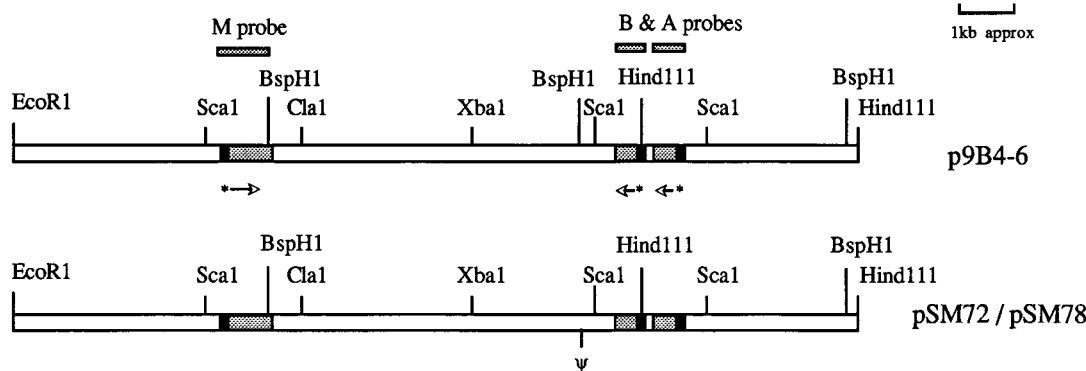 M probe
B & A probes
1kb approx
EcoR1
Sca1
BspH1
Cla1
Xba1
BspH1
Sca1
Hind111
Sca1
BspH1
Hind111
p9B4-6
* *
*
EcoR1
Sca1
BspH1
Cla1
Xba1
Sca1
Hind111
Sca1
BspH1
Hind111
pSM72 / pSM78
ψ